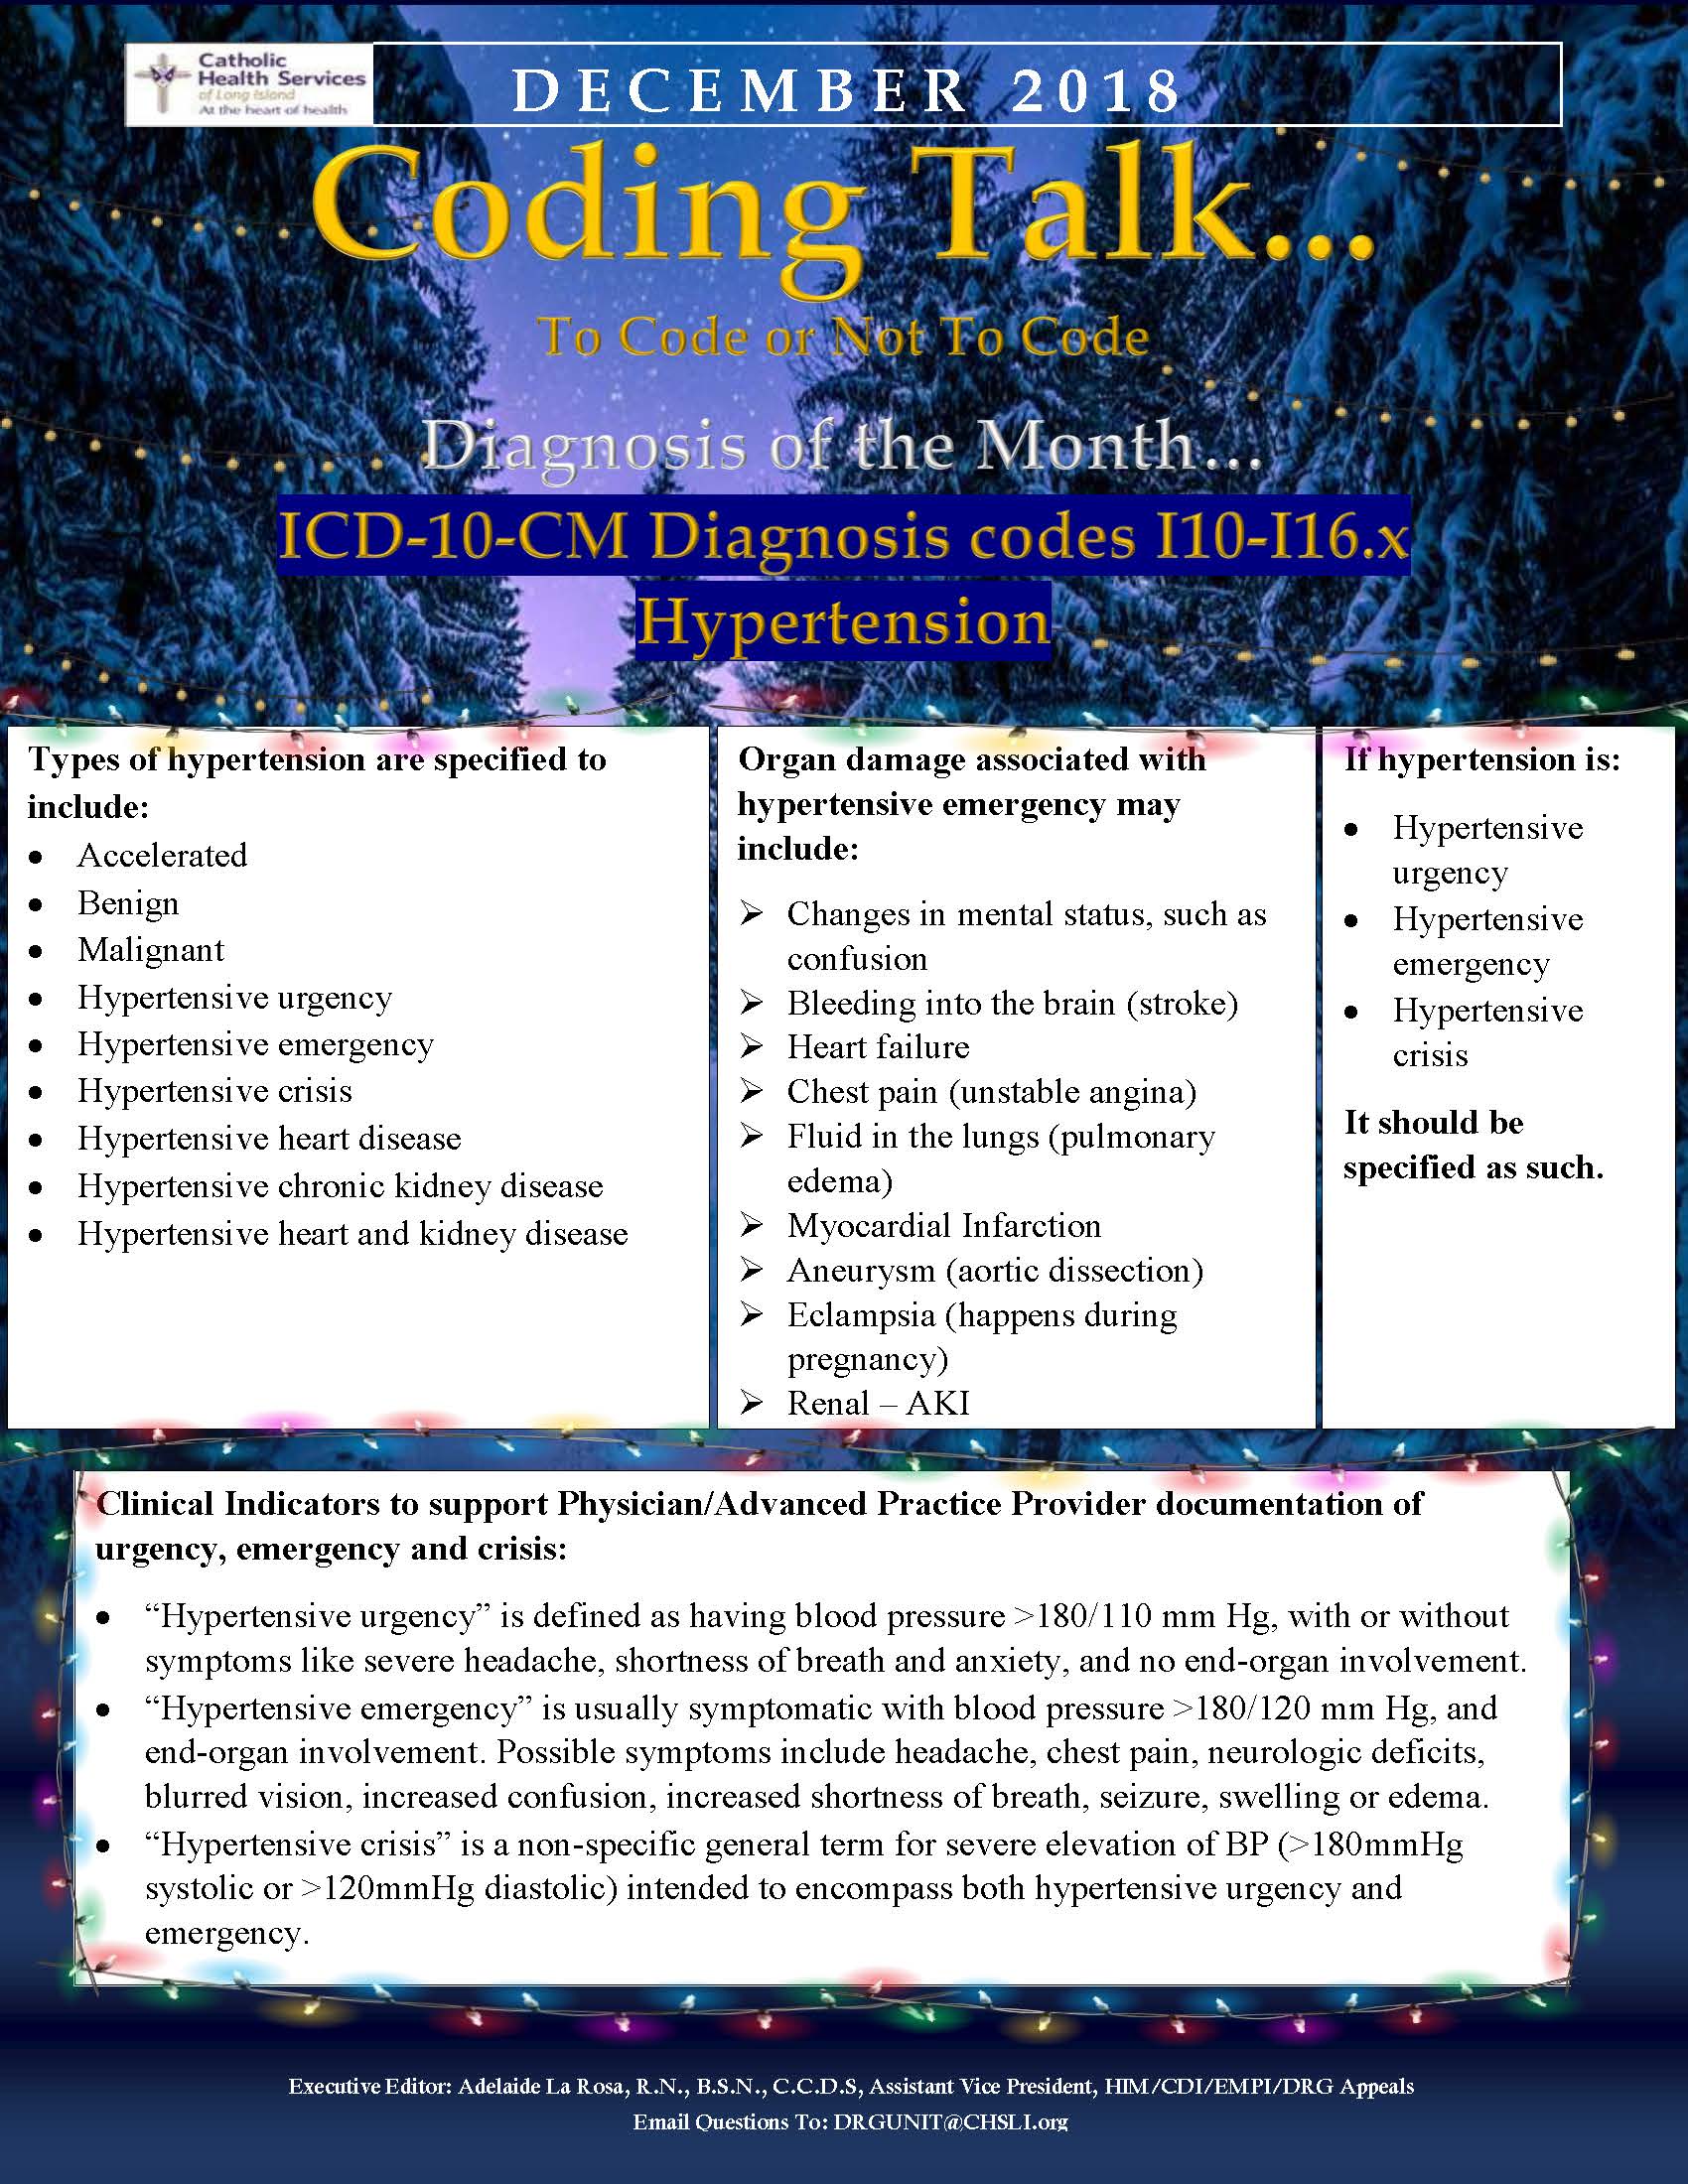 Catholic
Health Services
of Long Island
At the heart of health
DECEMBER 2018
Coding Talk...
To Code or Not To Code
Diagnosis of the Month...
ICD-10-CM Diagnosis codes I10-I16.x
Hypertension
Types of hypertension are specified to
include:
• Accelerated
• Benign
• Malignant
• Hypertensive urgency
• Hypertensive emergency
• Hypertensive crisis
• Hypertensive heart disease
• Hypertensive chronic kidney disease
• Hypertensive heart and kidney disease
Organ damage associated with
hypertensive emergency may
include:
➢ Changes in mental status, such as
confusion
➢ Bleeding into the brain (stroke)
➢ Heart failure
➢ Chest pain (unstable angina)
➢ Fluid in the lungs (pulmonary
edema)
➢ Myocardial Infarction
➢ Aneurysm (aortic dissection)
➢ Eclampsia (happens during
pregnancy)
➢ Renal – AKI
If hypertension is:
• Hypertensive
urgency
• Hypertensive
emergency
• Hypertensive
crisis
It should be
specified as such.
Clinical Indicators to support Physician/Advanced Practice Provider documentation of
urgency, emergency and crisis:
• “Hypertensive urgency” is defined as having blood pressure >180/110 mm Hg, with or without
symptoms like severe headache, shortness of breath and anxiety, and no end-organ involvement.
• “Hypertensive emergency” is usually symptomatic with blood pressure >180/120 mm Hg, and
end-organ involvement. Possible symptoms include headache, chest pain, neurologic deficits,
blurred vision, increased confusion, increased shortness of breath, seizure, swelling or edema.
• “Hypertensive crisis” is a non-specific general term for severe elevation of BP (>180mmHg
systolic or >120mmHg diastolic) intended to encompass both hypertensive urgency and
emergency.
Executive Editor: Adelaide La Rosa, R.N., B.S.N., C.C.D.S, Assistant Vice President, HIM/CDI/EMPI/DRG Appeals
Email Questions To: DRGUNIT@CHSLI.org